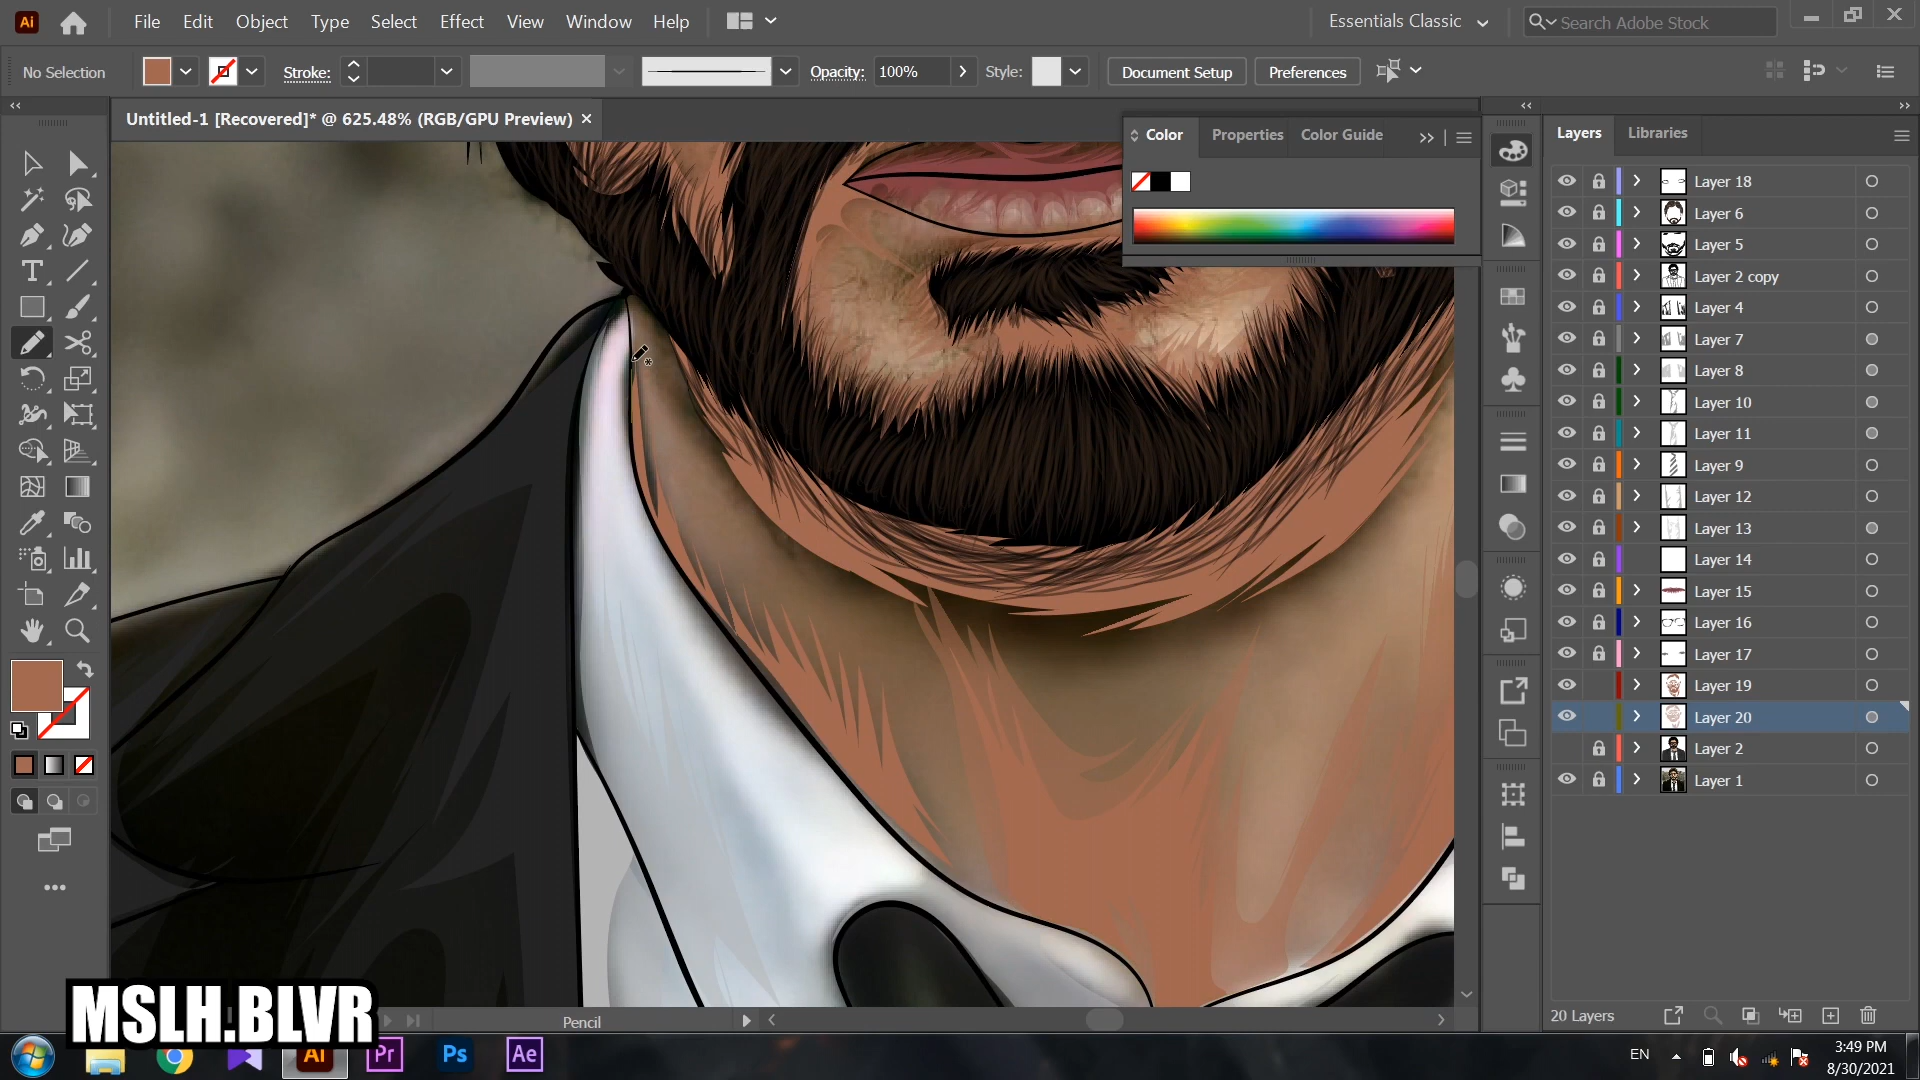 Ai File Edit Object Type Select Effect View Window Help Essentials Classic Search Adobe Stock
No Selection Stroke: Opacity: 100% Style: Document Setup Preferences
Untitled-1 [Recovered]* @ 625.48% (RGB/GPU Preview) ×
Color Properties Color Guide
Layers Libraries
Layer 18
Layer 6
Layer 5
Layer 2 copy
Layer 4
Layer 7
Layer 8
Layer 10
Layer 11
Layer 9
Layer 12
Layer 13
Layer 14
Layer 15
Layer 16
Layer 17
Layer 19
Layer 20
Layer 2
Layer 1
20 Layers
MSLH.BLVR
Pencil
Ai Pr Ps Ae
EN 3:49 PM
8/30/2021